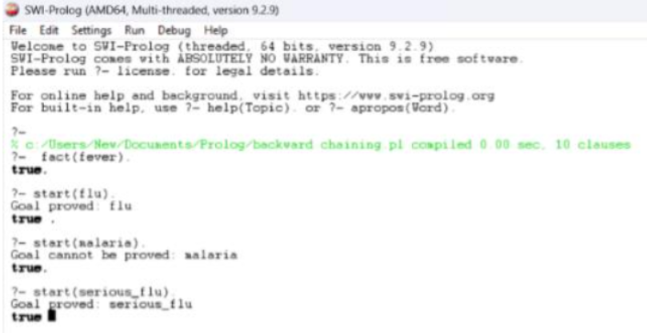 SWI-Prolog (AMD64, Multi-threaded, version 9.2.9)
File Edit Settings Run Debug Help
Welcome to SWI-Prolog (threaded, 64 bits, version 9.2.9)
SWI-Prolog comes with ABSOLUTELY NO WARRANTY. This is free software.
Please run ?- license. for legal details.
For online help and background, visit https://www.swi-prolog.org
For built-in help, use ?- help(Topic). or ?- apropos(Word).
?-
% c:/Users/New/Documents/Prolog/backward chaining.pl compiled 0.00 sec, 10 clauses
?- fact(fever).
true.
?- start(flu).
Goal proved: flu
true .
?- start(malaria).
Goal cannot be proved: malaria
true.
?- start(serious_flu).
Goal proved: serious_flu
true